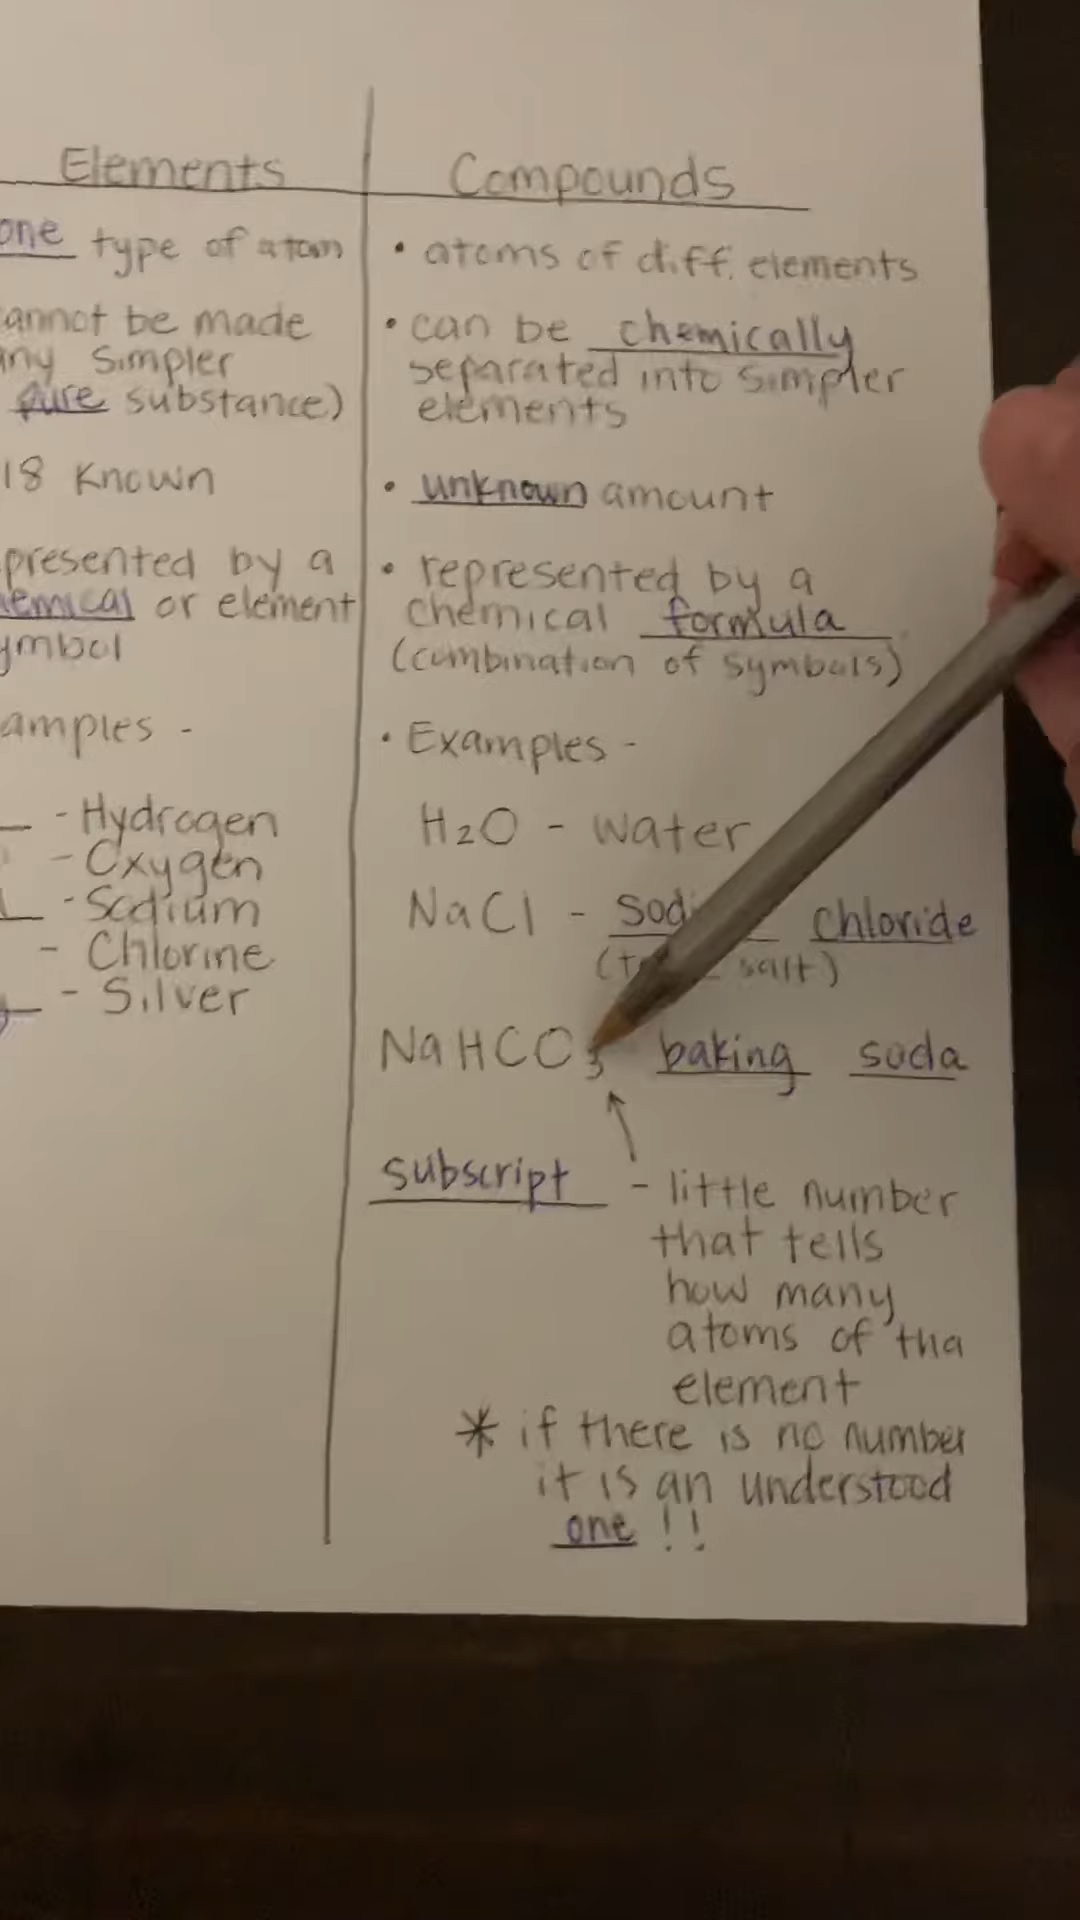 Elements
one type of atom
annot be made
any simpler
pure substance)
18 Known
presented by a
hemical or element
ymbol
amples -
- Hydrogen
- Oxygen
- Sodium
- Chlorine
- Silver
Compounds
• atoms of diff. elements
• can be chemically
separated into simpler
elements
• unknown amount
• represented by a
chemical formula
(combination of symbols)
• Examples -
H₂O - water
NaCl - sod chloride
salt)
NaHCO₃ baking soda
subscript - little number
that tells
how many
atoms of tha
element
* if there is no number
it is an understood
one !!